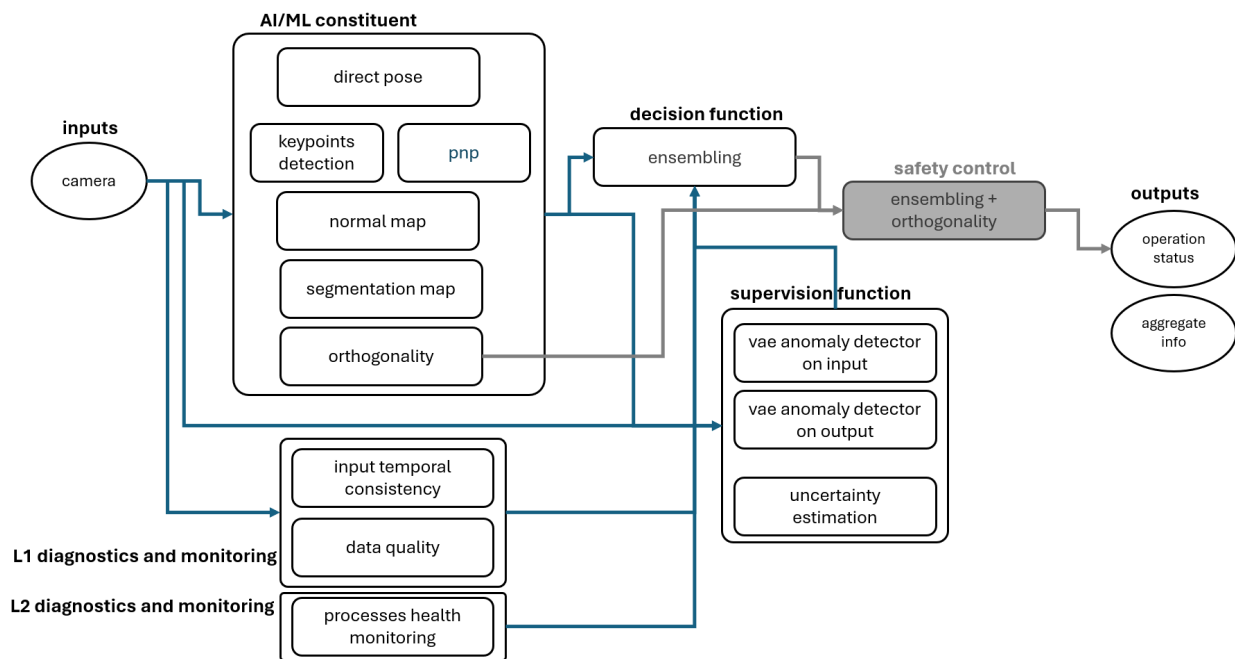 AI/ML constituent
direct pose
keypoints
detection
pnp
normal map
segmentation map
orthogonality
inputs
camera
decision function
ensembling
safety control
ensembling +
orthogonality
outputs
operation
status
aggregate
info
supervision function
vae anomaly detector
on input
vae anomaly detector
on output
uncertainty
estimation
input temporal
consistency
data quality
L1 diagnostics and monitoring
L2 diagnostics and monitoring
processes health
monitoring